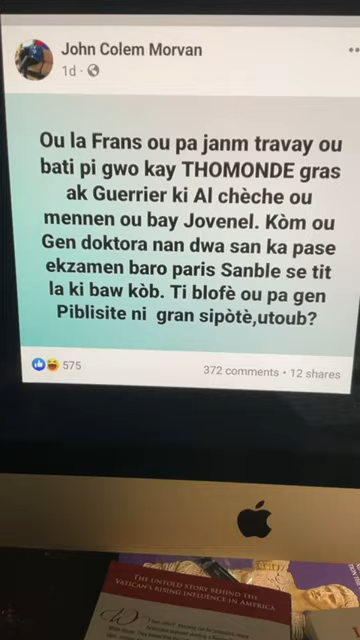 John Colem Morvan
1d ·
Ou la Frans ou pa janm travay ou
bati pi gwo kay THOMONDE gras
ak Guerrier ki Al chèche ou
mennen ou bay Jovenel. Kòm ou
Gen doktora nan dwa san ka pase
ekzamen baro paris Sanble se tit
la ki baw kòb. Ti blofè ou pa gen
Piblisite ni gran sipòtè,utoub?
575
372 comments • 12 shares
THE UNTOLD STORY BEHIND THE
VATICAN'S RISING INFLUENCE IN AMERICA